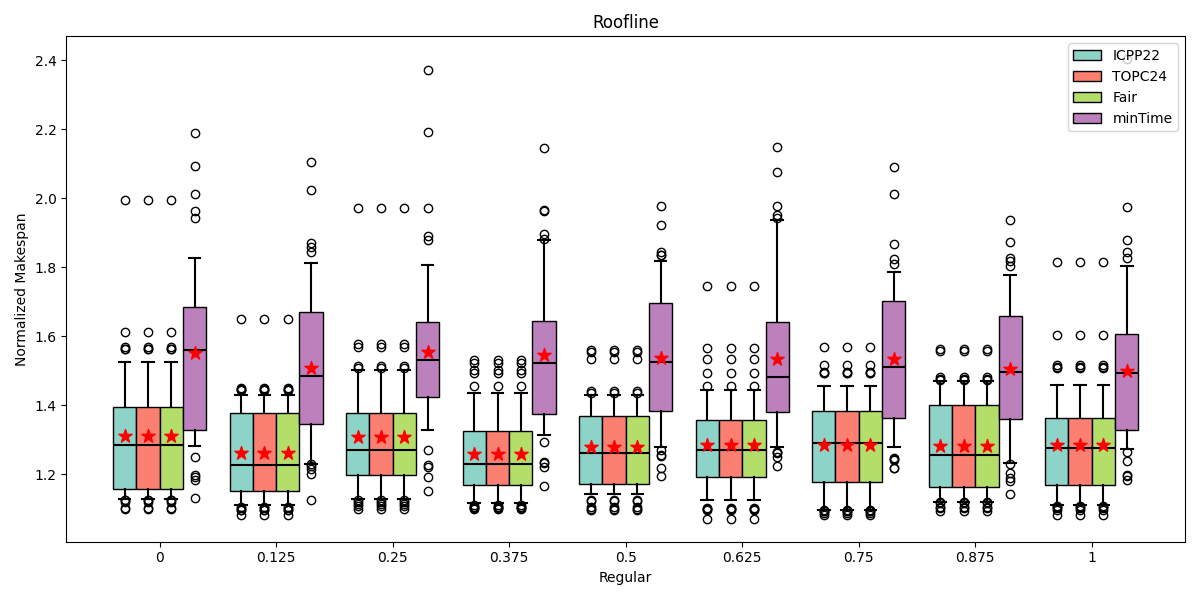 Roofline
Normalized Makespan
2.4
2.2
2.0
1.8
1.6
1.4
1.2
ICPP22
TOPC24
Fair
minTime
0 0.125 0.25 0.375 0.5 0.625 0.75 0.875 1
Regular